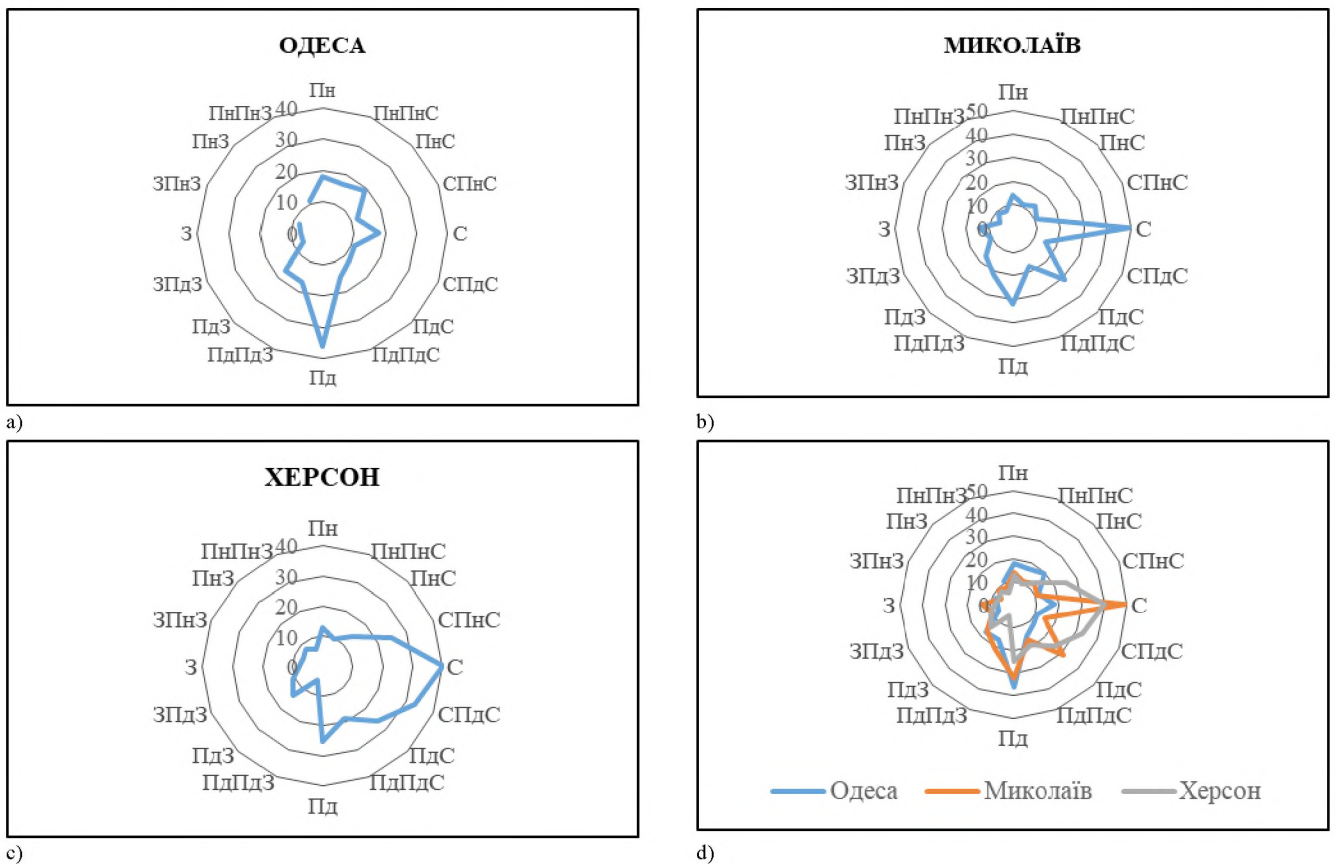 ОДЕСА
Пн
ПнПнС
ПнС
СПнС
С
СПдС
ПдС
ПдПдС
Пд
ПдПдЗ
ПдЗ
ЗПдЗ
З
ЗПнЗ
ПнЗ
ПнПнЗ
40
30
20
10
0
a)
МИКОЛАЇВ
Пн
ПнПнС
ПнС
СПнС
С
СПдС
ПдС
ПдПдС
Пд
ПдПдЗ
ПдЗ
ЗПдЗ
З
ЗПнЗ
ПнЗ
ПнПнЗ
50
40
30
20
10
0
b)
ХЕРСОН
Пн
ПнПнС
ПнС
СПнС
С
СПдС
ПдС
ПдПдС
Пд
ПдПдЗ
ПдЗ
ЗПдЗ
З
ЗПнЗ
ПнЗ
ПнПнЗ
40
30
20
10
0
c)
Пн
ПнПнС
ПнС
СПнС
С
СПдС
ПдС
ПдПдС
Пд
ПдПдЗ
ПдЗ
ЗПдЗ
З
ЗПнЗ
ПнЗ
ПнПнЗ
50
40
30
20
10
0
Одеса Миколаїв Херсон
d)